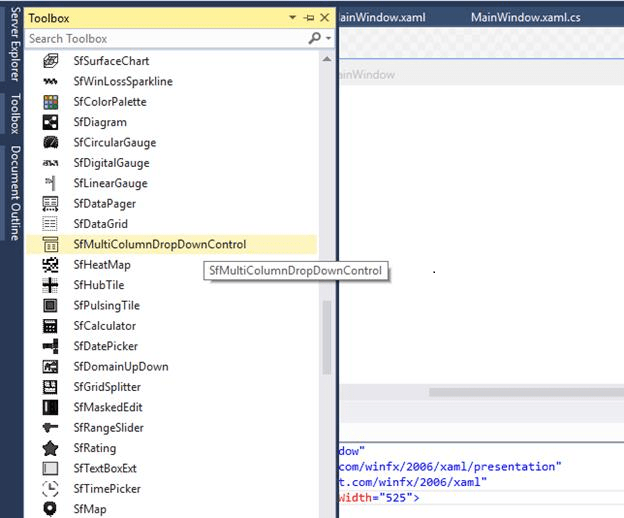 Server Explorer
Toolbox
Document Outline
Toolbox
Search Toolbox
SfSurfaceChart
SfWinLossSparkline
SfColorPalette
SfDiagram
SfCircularGauge
SfDigitalGauge
SfLinearGauge
SfDataPager
SfDataGrid
SfMultiColumnDropDownControl
SfMultiColumnDropDownControl
SfHeatMap
SfHubTile
SfPulsingTile
SfCalculator
SfDatePicker
SfDomainUpDown
SfGridSplitter
SfMaskedEdit
SfRangeSlider
SfRating
SfTextBoxExt
SfTimePicker
SfMap
ainWindow.xaml MainWindow.xaml.cs
ainWindow
dow"
com/winfx/2006/xaml/presentation"
t.com/winfx/2006/xaml"
Width="525">